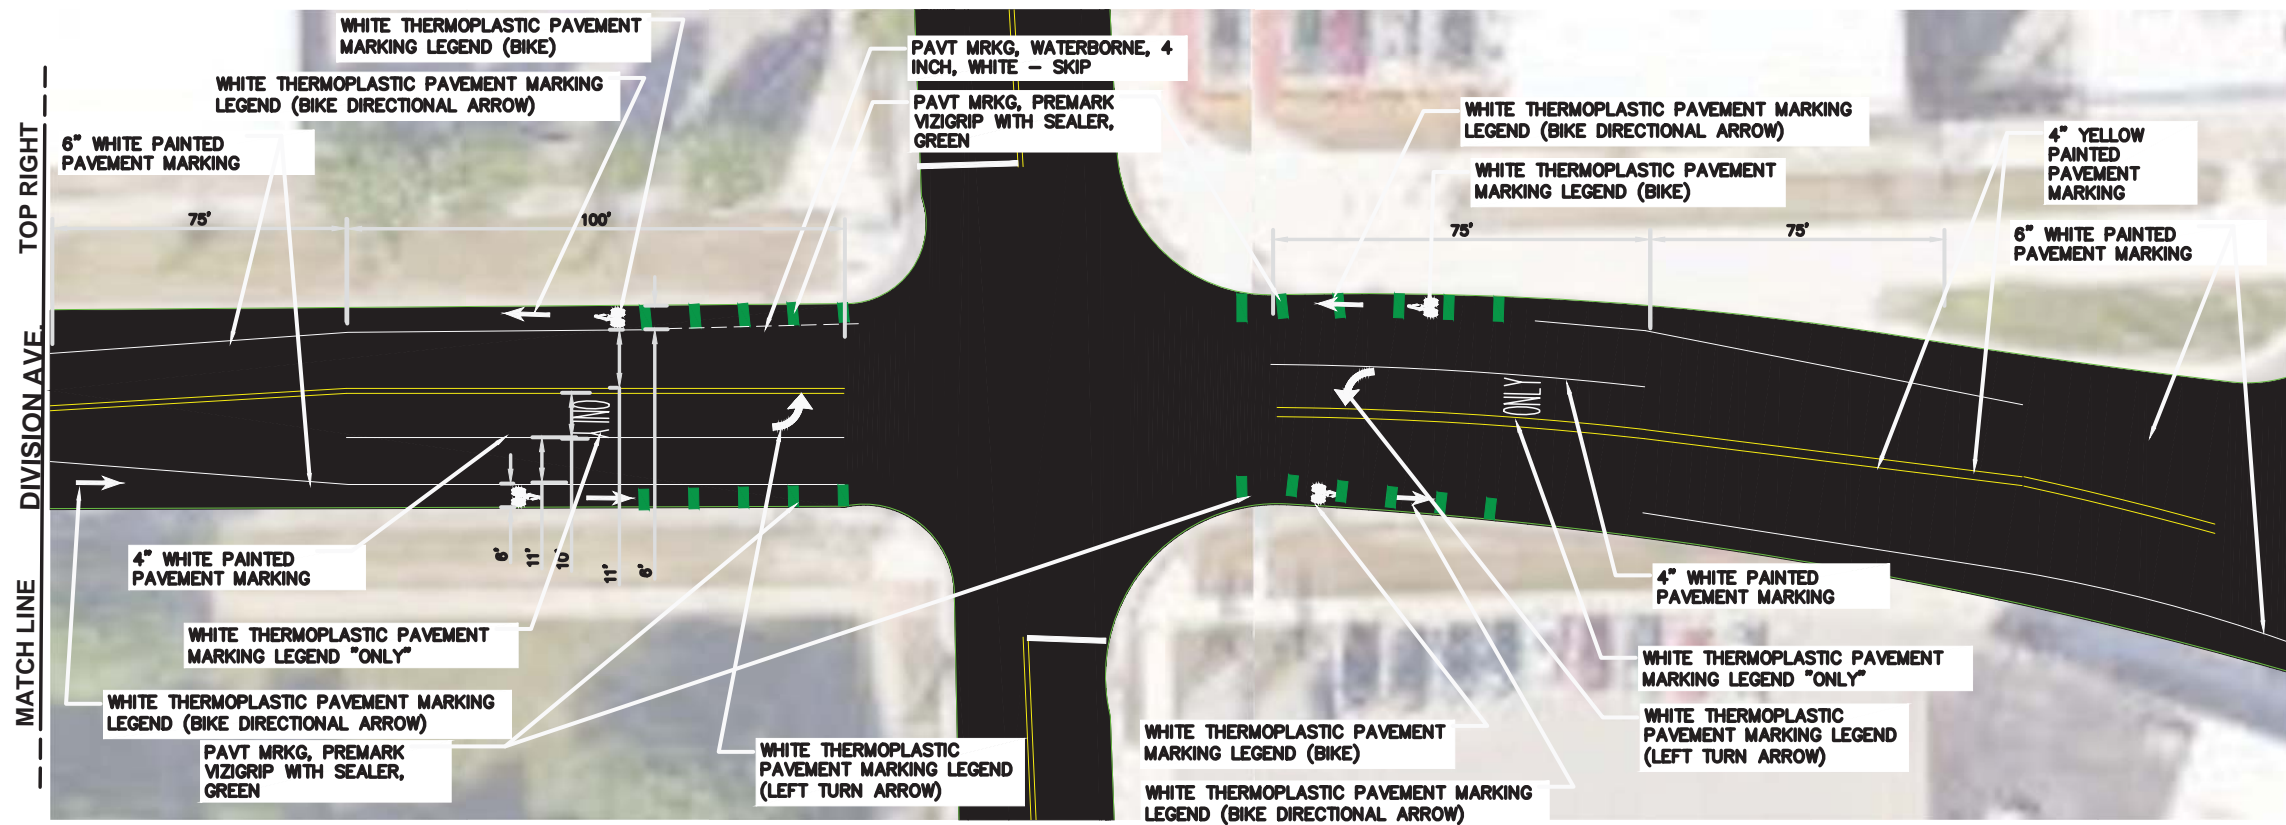 WHITE THERMOPLASTIC PAVEMENT
MARKING LEGEND (BIKE)
WHITE THERMOPLASTIC PAVEMENT MARKING
LEGEND (BIKE DIRECTIONAL ARROW)
6" WHITE PAINTED
PAVEMENT MARKING
PAVT MRKG, WATERBORNE, 4
INCH, WHITE - SKIP
PAVT MRKG, PREMARK
VIZIGRIP WITH SEALER,
GREEN
WHITE THERMOPLASTIC PAVEMENT MARKING
LEGEND (BIKE DIRECTIONAL ARROW)
WHITE THERMOPLASTIC PAVEMENT
MARKING LEGEND (BIKE)
4" YELLOW
PAINTED
PAVEMENT
MARKING
6" WHITE PAINTED
PAVEMENT MARKING
75'
100'
75'
75'
TOP RIGHT
DIVISION AVE.
MATCH LINE
ONLY
ONLY
6'
11'
10'
11'
6'
4" WHITE PAINTED
PAVEMENT MARKING
WHITE THERMOPLASTIC PAVEMENT
MARKING LEGEND "ONLY"
WHITE THERMOPLASTIC PAVEMENT MARKING
LEGEND (BIKE DIRECTIONAL ARROW)
PAVT MRKG, PREMARK
VIZIGRIP WITH SEALER,
GREEN
WHITE THERMOPLASTIC
PAVEMENT MARKING LEGEND
(LEFT TURN ARROW)
4" WHITE PAINTED
PAVEMENT MARKING
WHITE THERMOPLASTIC PAVEMENT
MARKING LEGEND "ONLY"
WHITE THERMOPLASTIC
PAVEMENT MARKING LEGEND
(LEFT TURN ARROW)
WHITE THERMOPLASTIC PAVEMENT
MARKING LEGEND (BIKE)
WHITE THERMOPLASTIC PAVEMENT MARKING
LEGEND (BIKE DIRECTIONAL ARROW)